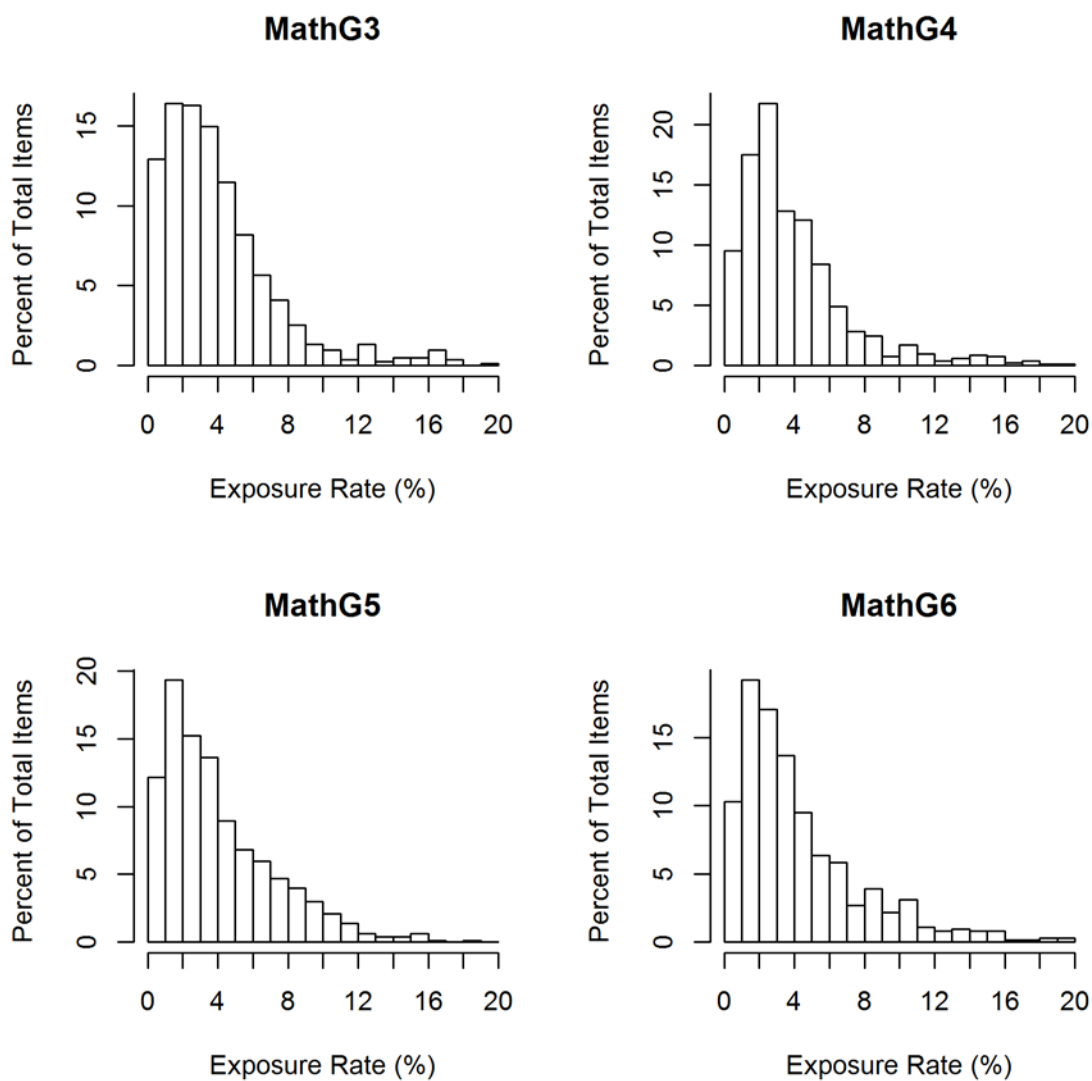 MathG3
Percent of Total Items
0 5 10 15
0 4 8 12 16 20
Exposure Rate (%)
MathG4
Percent of Total Items
0 5 10 15 20
0 4 8 12 16 20
Exposure Rate (%)
MathG5
Percent of Total Items
0 5 10 15 20
0 4 8 12 16 20
Exposure Rate (%)
MathG6
Percent of Total Items
0 5 10 15
0 4 8 12 16 20
Exposure Rate (%)